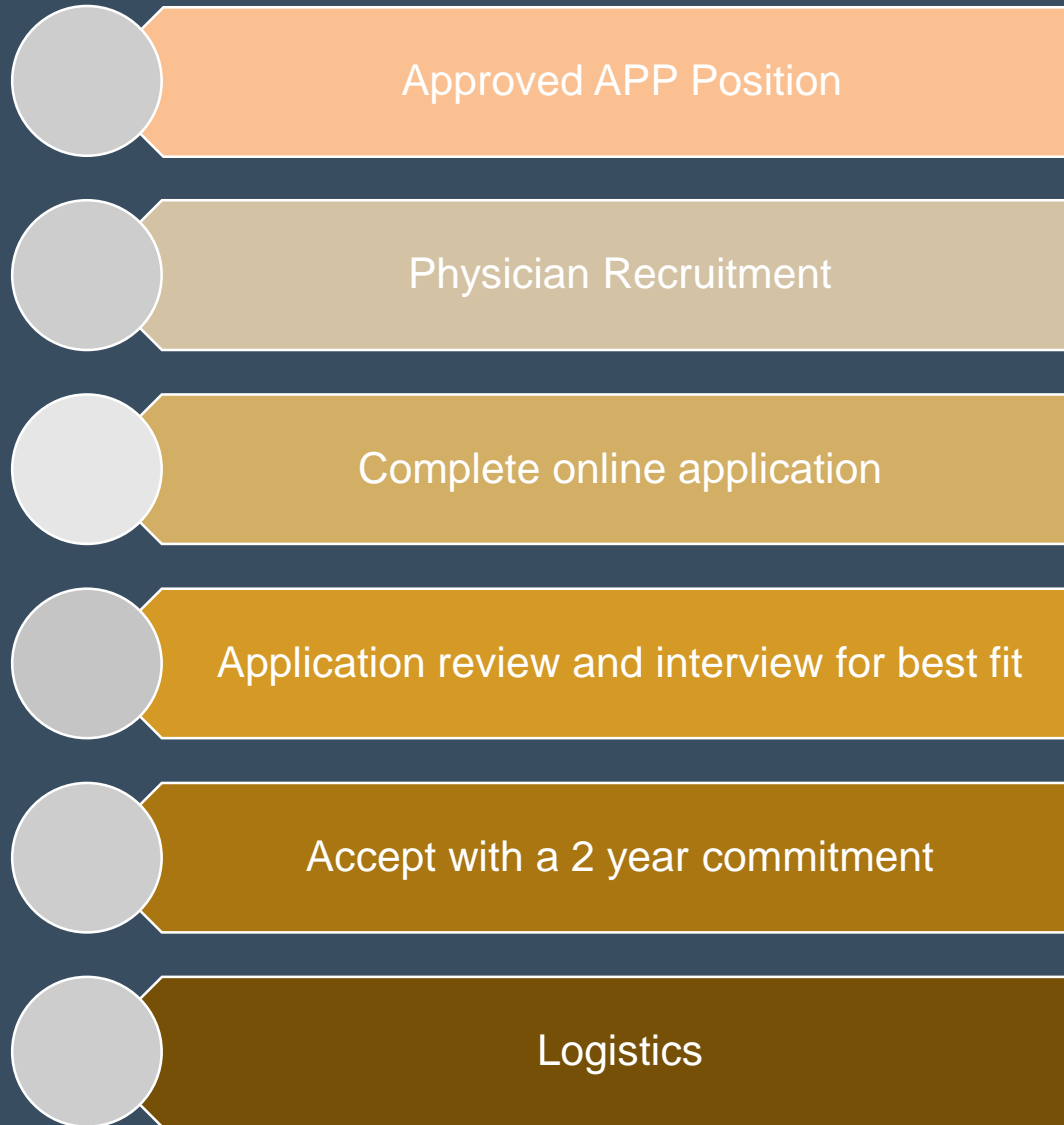 Approved APP Position
Physician Recruitment
Complete online application
Application review and interview for best fit
Accept with a 2 year commitment
Logistics